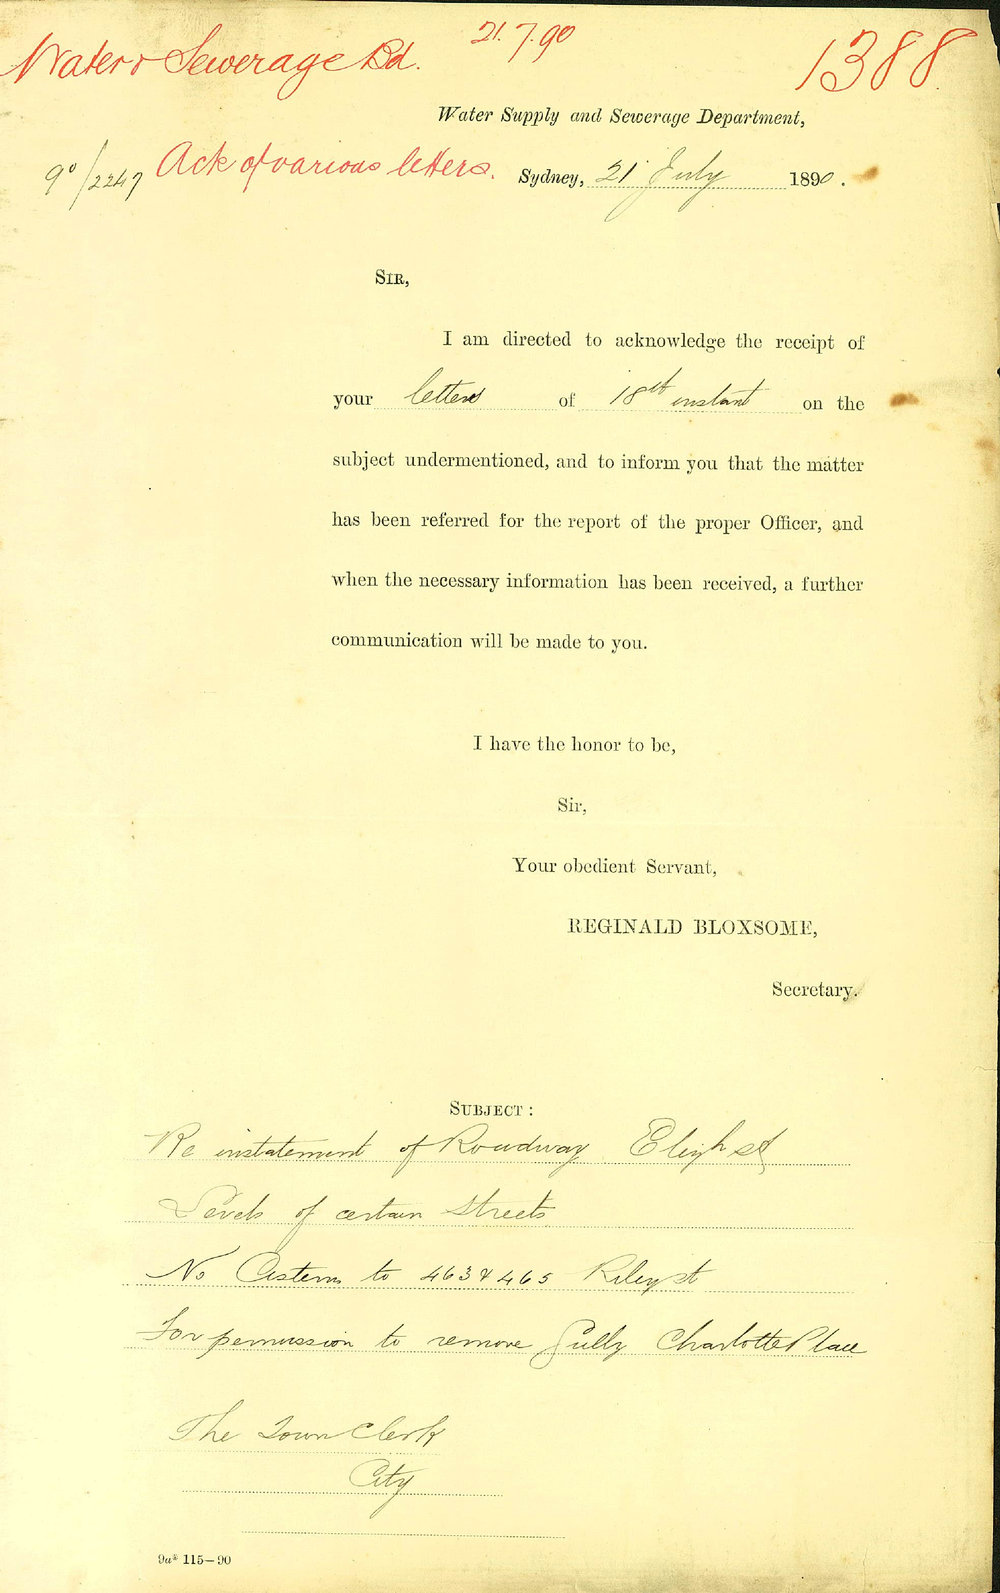 Water & Sewerage Bd.
21.7.90
1388
Water Supply and Sewerage Department,
90/2247 Ack of various letters.
Sydney, 21 July 1890.
SIR,
I am directed to acknowledge the receipt of
your letters of 18th instant on the
subject undermentioned, and to inform you that the matter
has been referred for the report of the proper Officer, and
when the necessary information has been received, a further
communication will be made to you.
I have the honor to be,
Sir,
Your obedient Servant,
REGINALD BLOXSOME,
Secretary.
SUBJECT:
Re instatement of Roadway Eligh st
Levels of certain Streets
No Cisterns to 463 & 465 Riley st
For permission to remove Gully Charlotte Place
The Town Clerk
City
115–90